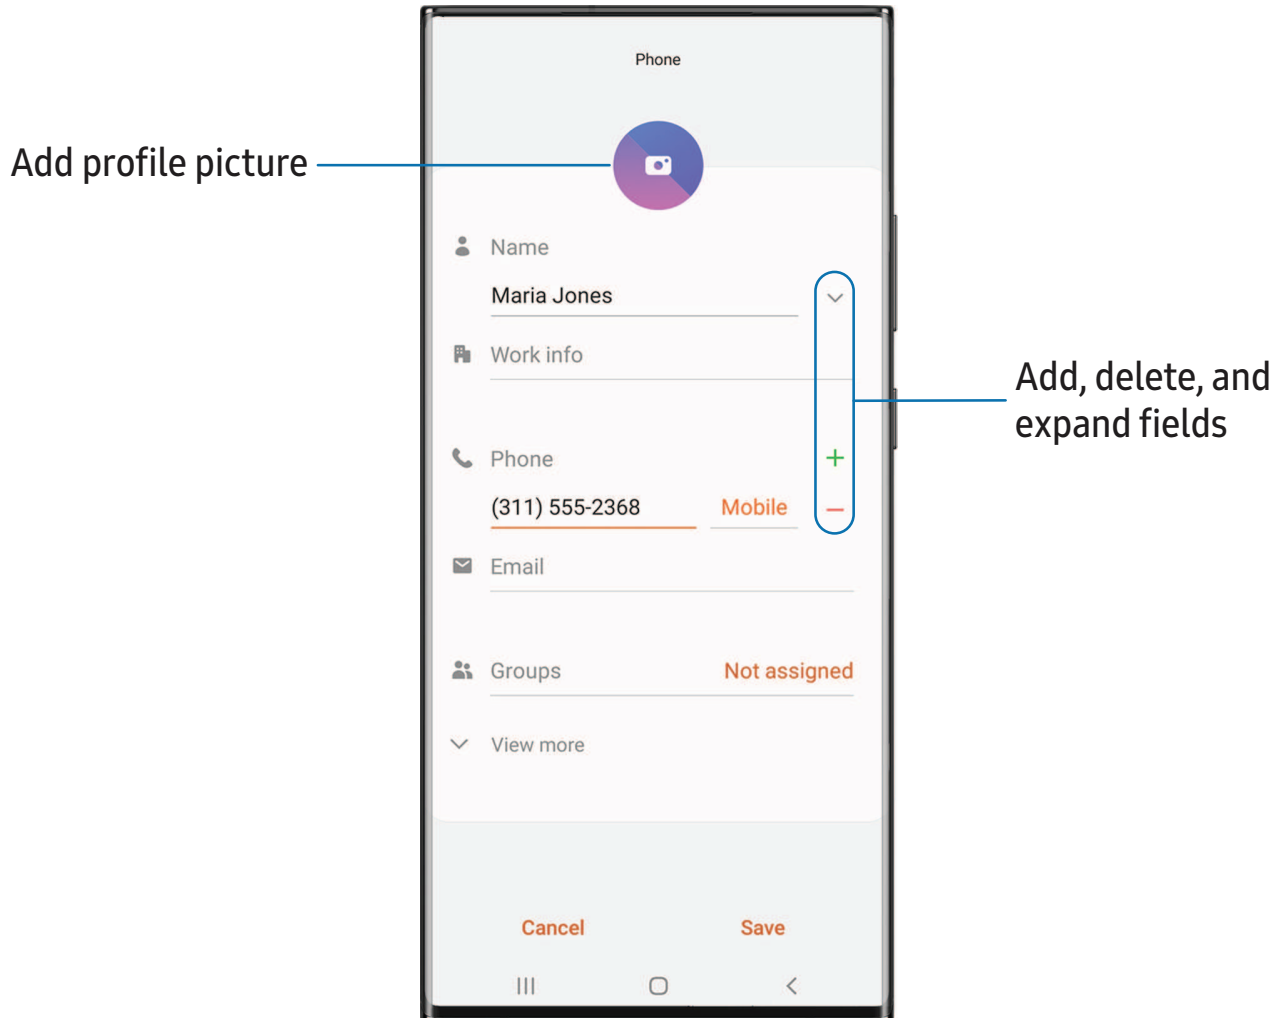 Phone
Add profile picture
Name
Maria Jones
Work info
Add, delete, and
expand fields
Phone
(311) 555-2368 Mobile
Email
Groups Not assigned
View more
Cancel Save